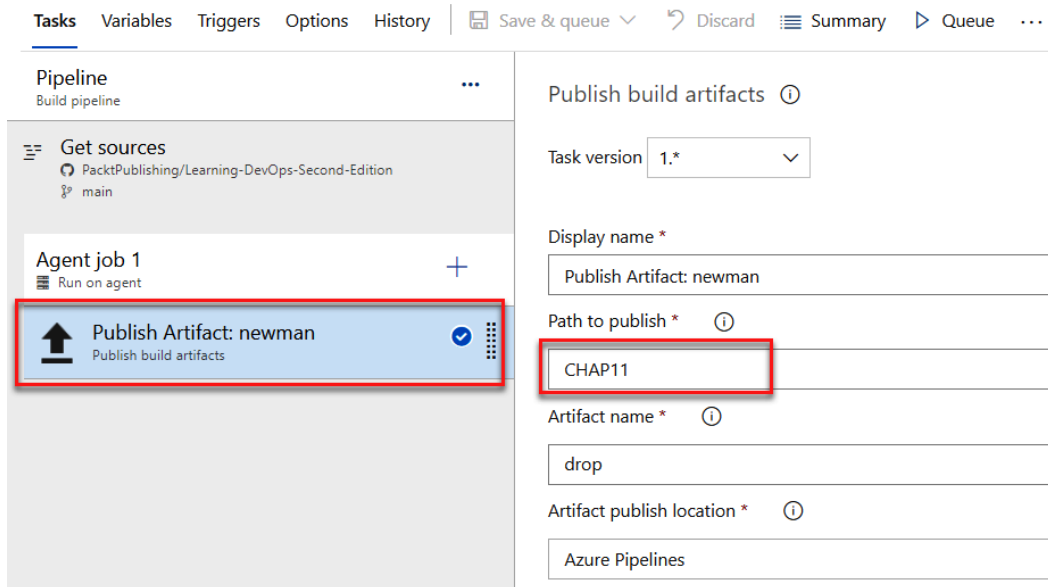 Tasks Variables Triggers Options History Save & queue Discard Summary Queue ...
Pipeline ...
Build pipeline
Get sources
PacktPublishing/Learning-DevOps-Second-Edition
main
Agent job 1
Run on agent
Publish Artifact: newman
Publish build artifacts
Publish build artifacts
Task version 1.*
Display name *
Publish Artifact: newman
Path to publish *
CHAP11
Artifact name *
drop
Artifact publish location *
Azure Pipelines